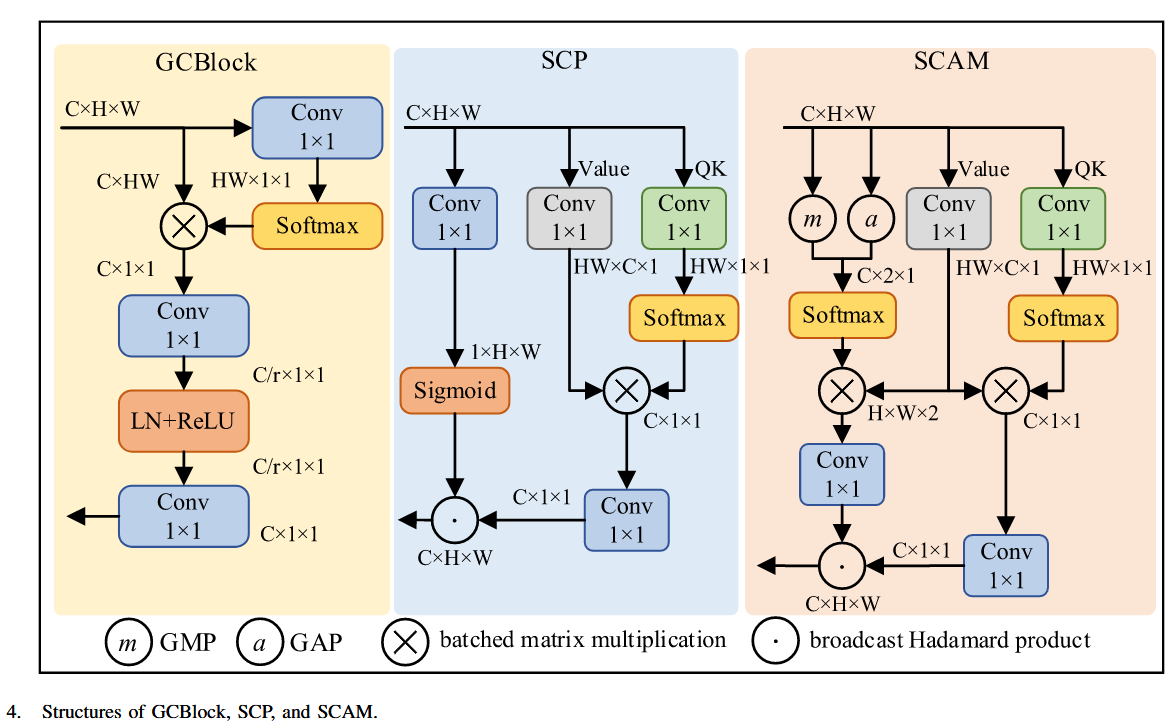 GCBlock
C×H×W
Conv
1×1
C×HW
HW×1×1
Softmax
C×1×1
Conv
1×1
C/r×1×1
LN+ReLU
C/r×1×1
Conv
1×1
C×1×1
SCP
C×H×W
Value
QK
Conv
1×1
Conv
1×1
Conv
1×1
HW×C×1
HW×1×1
Softmax
1×H×W
Sigmoid
C×1×1
C×1×1
Conv
1×1
C×H×W
SCAM
C×H×W
Value
QK
m
a
Conv
1×1
Conv
1×1
C×2×1
HW×C×1
HW×1×1
Softmax
Softmax
H×W×2
C×1×1
Conv
1×1
C×1×1
Conv
1×1
C×H×W
m GMP
a GAP
batched matrix multiplication
broadcast Hadamard product
4. Structures of GCBlock, SCP, and SCAM.